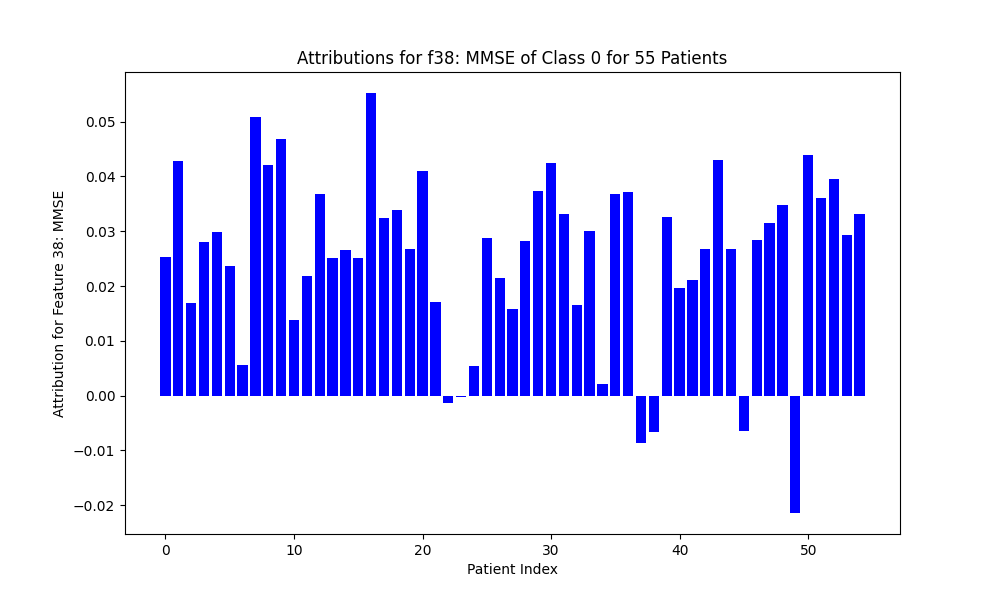 Attributions for f38: MMSE of Class 0 for 55 Patients
Attribution for Feature 38: MMSE
0.05
0.04
0.03
0.02
0.01
0.00
−0.01
−0.02
0 10 20 30 40 50
Patient Index